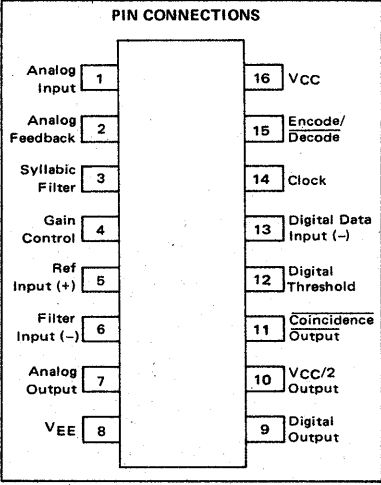 PIN CONNECTIONS
Analog
Input
1
Analog
Feedback
2
Syllabic
Filter
3
Gain
Control
4
Ref
Input (+)
5
Filter
Input (–)
6
Analog
Output
7
VEE
8
16
VCC
15
Encode/
Decode
14
Clock
13
Digital Data
Input (–)
12
Digital
Threshold
11
Coincidence
Output
10
VCC/2
Output
9
Digital
Output